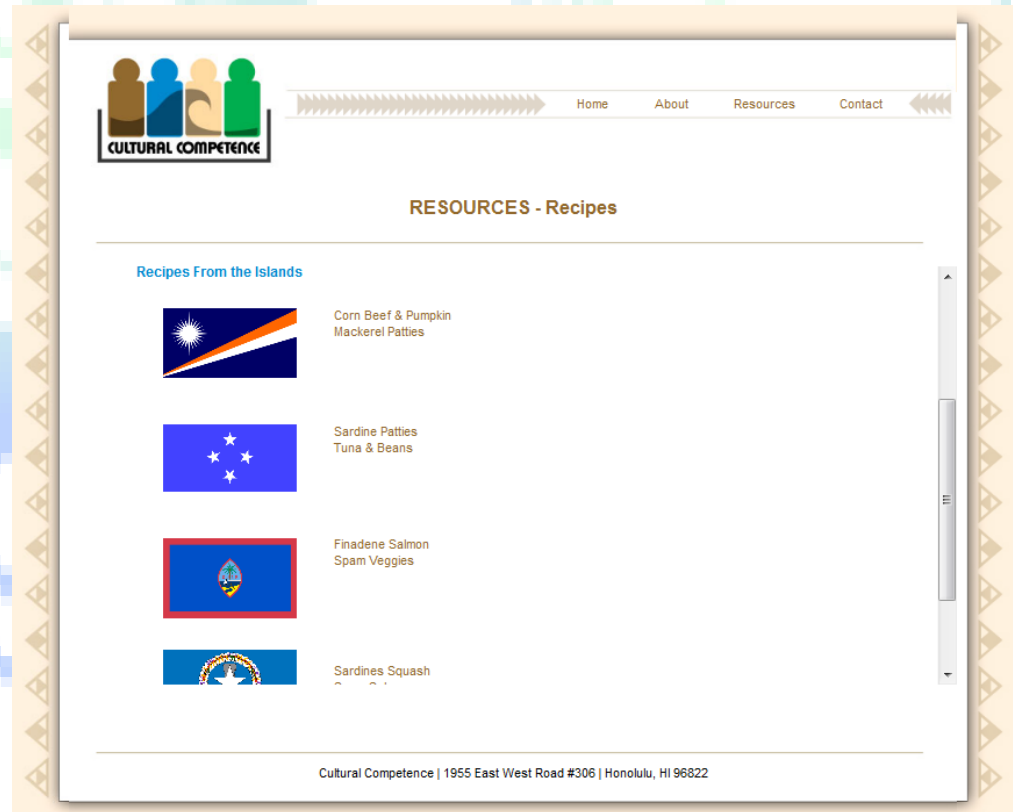 CULTURAL COMPETENCE
Home About Resources Contact
RESOURCES - Recipes
Recipes From the Islands
Corn Beef & Pumpkin
Mackerel Patties
Sardine Patties
Tuna & Beans
Finadene Salmon
Spam Veggies
Sardines Squash
Cultural Competence | 1955 East West Road #306 | Honolulu, HI 96822